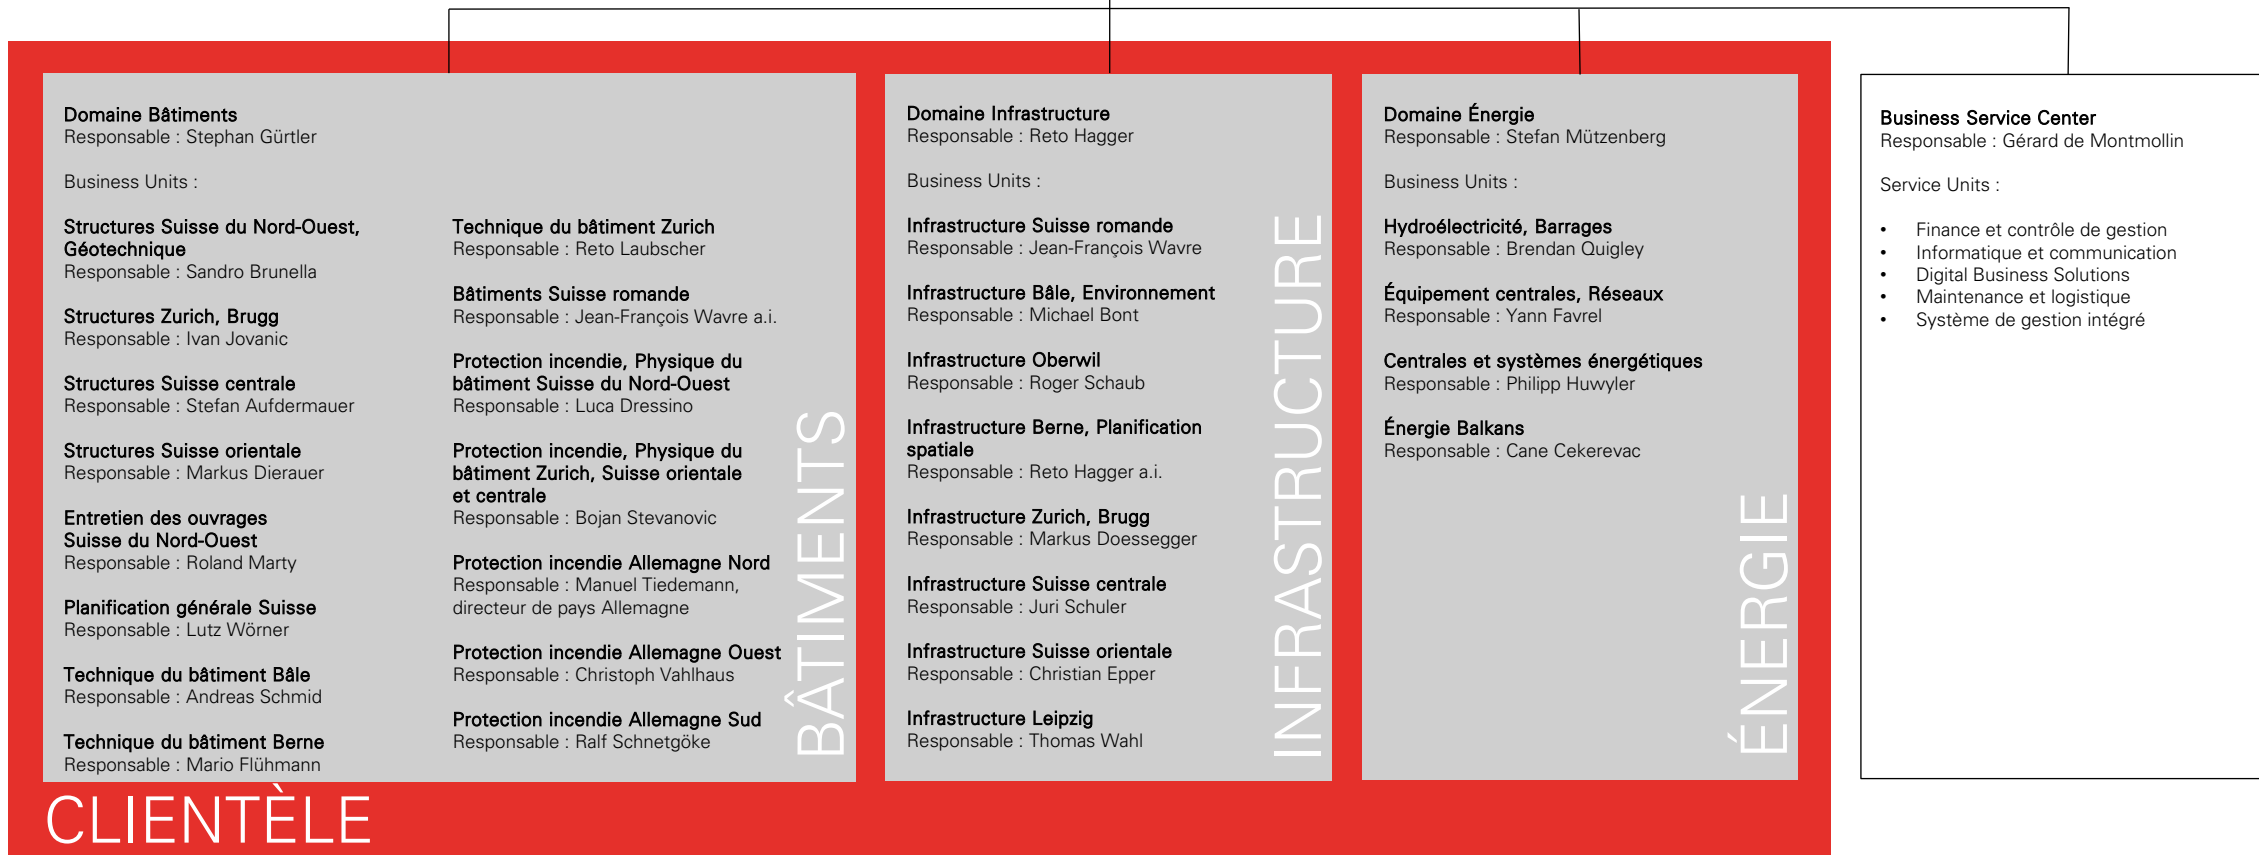 Domaine Bâtiments
Responsable : Stephan Gürtler
Business Units :
Structures Suisse du Nord-Ouest,
Géotechnique
Responsable : Sandro Brunella
Structures Zurich, Brugg
Responsable : Ivan Jovanic
Structures Suisse centrale
Responsable : Stefan Aufdermauer
Structures Suisse orientale
Responsable : Markus Dierauer
Entretien des ouvrages
Suisse du Nord-Ouest
Responsable : Roland Marty
Planification générale Suisse
Responsable : Lutz Wörner
Technique du bâtiment Bâle
Responsable : Andreas Schmid
Technique du bâtiment Berne
Responsable : Mario Flühmann
Technique du bâtiment Zurich
Responsable : Reto Laubscher
Bâtiments Suisse romande
Responsable : Jean-François Wavre a.i.
Protection incendie, Physique du
bâtiment Suisse du Nord-Ouest
Responsable : Luca Dressino
Protection incendie, Physique du
bâtiment Zurich, Suisse orientale
et centrale
Responsable : Bojan Stevanovic
Protection incendie Allemagne Nord
Responsable : Manuel Tiedemann,
directeur de pays Allemagne
Protection incendie Allemagne Ouest
Responsable : Christoph Vahlhaus
Protection incendie Allemagne Sud
Responsable : Ralf Schnetgöke
BÂTIMENTS
Domaine Infrastructure
Responsable : Reto Hagger
Business Units :
Infrastructure Suisse romande
Responsable : Jean-François Wavre
Infrastructure Bâle, Environnement
Responsable : Michael Bont
Infrastructure Oberwil
Responsable : Roger Schaub
Infrastructure Berne, Planification
spatiale
Responsable : Reto Hagger a.i.
Infrastructure Zurich, Brugg
Responsable : Markus Doessegger
Infrastructure Suisse centrale
Responsable : Juri Schuler
Infrastructure Suisse orientale
Responsable : Christian Epper
Infrastructure Leipzig
Responsable : Thomas Wahl
INFRASTRUCTURE
Domaine Énergie
Responsable : Stefan Mützenberg
Business Units :
Hydroélectricité, Barrages
Responsable : Brendan Quigley
Équipement centrales, Réseaux
Responsable : Yann Favrel
Centrales et systèmes énergétiques
Responsable : Philipp Huwyler
Énergie Balkans
Responsable : Cane Cekerevac
ÉNERGIE
Business Service Center
Responsable : Gérard de Montmollin
Service Units :
• Finance et contrôle de gestion
• Informatique et communication
• Digital Business Solutions
• Maintenance et logistique
• Système de gestion intégré
CLIENTÈLE